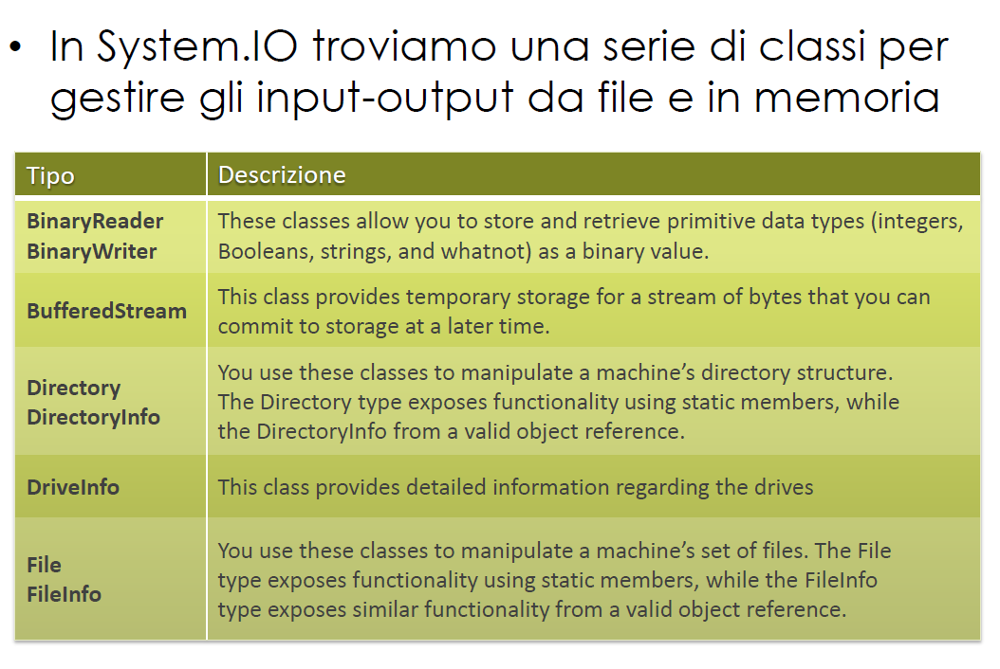 • In System.IO troviamo una serie di classi per
gestire gli input-output da file e in memoria
Tipo
Descrizione
BinaryReader
BinaryWriter
These classes allow you to store and retrieve primitive data types (integers,
Booleans, strings, and whatnot) as a binary value.
BufferedStream
This class provides temporary storage for a stream of bytes that you can
commit to storage at a later time.
Directory
DirectoryInfo
You use these classes to manipulate a machine’s directory structure.
The Directory type exposes functionality using static members, while
the DirectoryInfo from a valid object reference.
DriveInfo
This class provides detailed information regarding the drives
File
FileInfo
You use these classes to manipulate a machine’s set of files. The File
type exposes functionality using static members, while the FileInfo
type exposes similar functionality from a valid object reference.